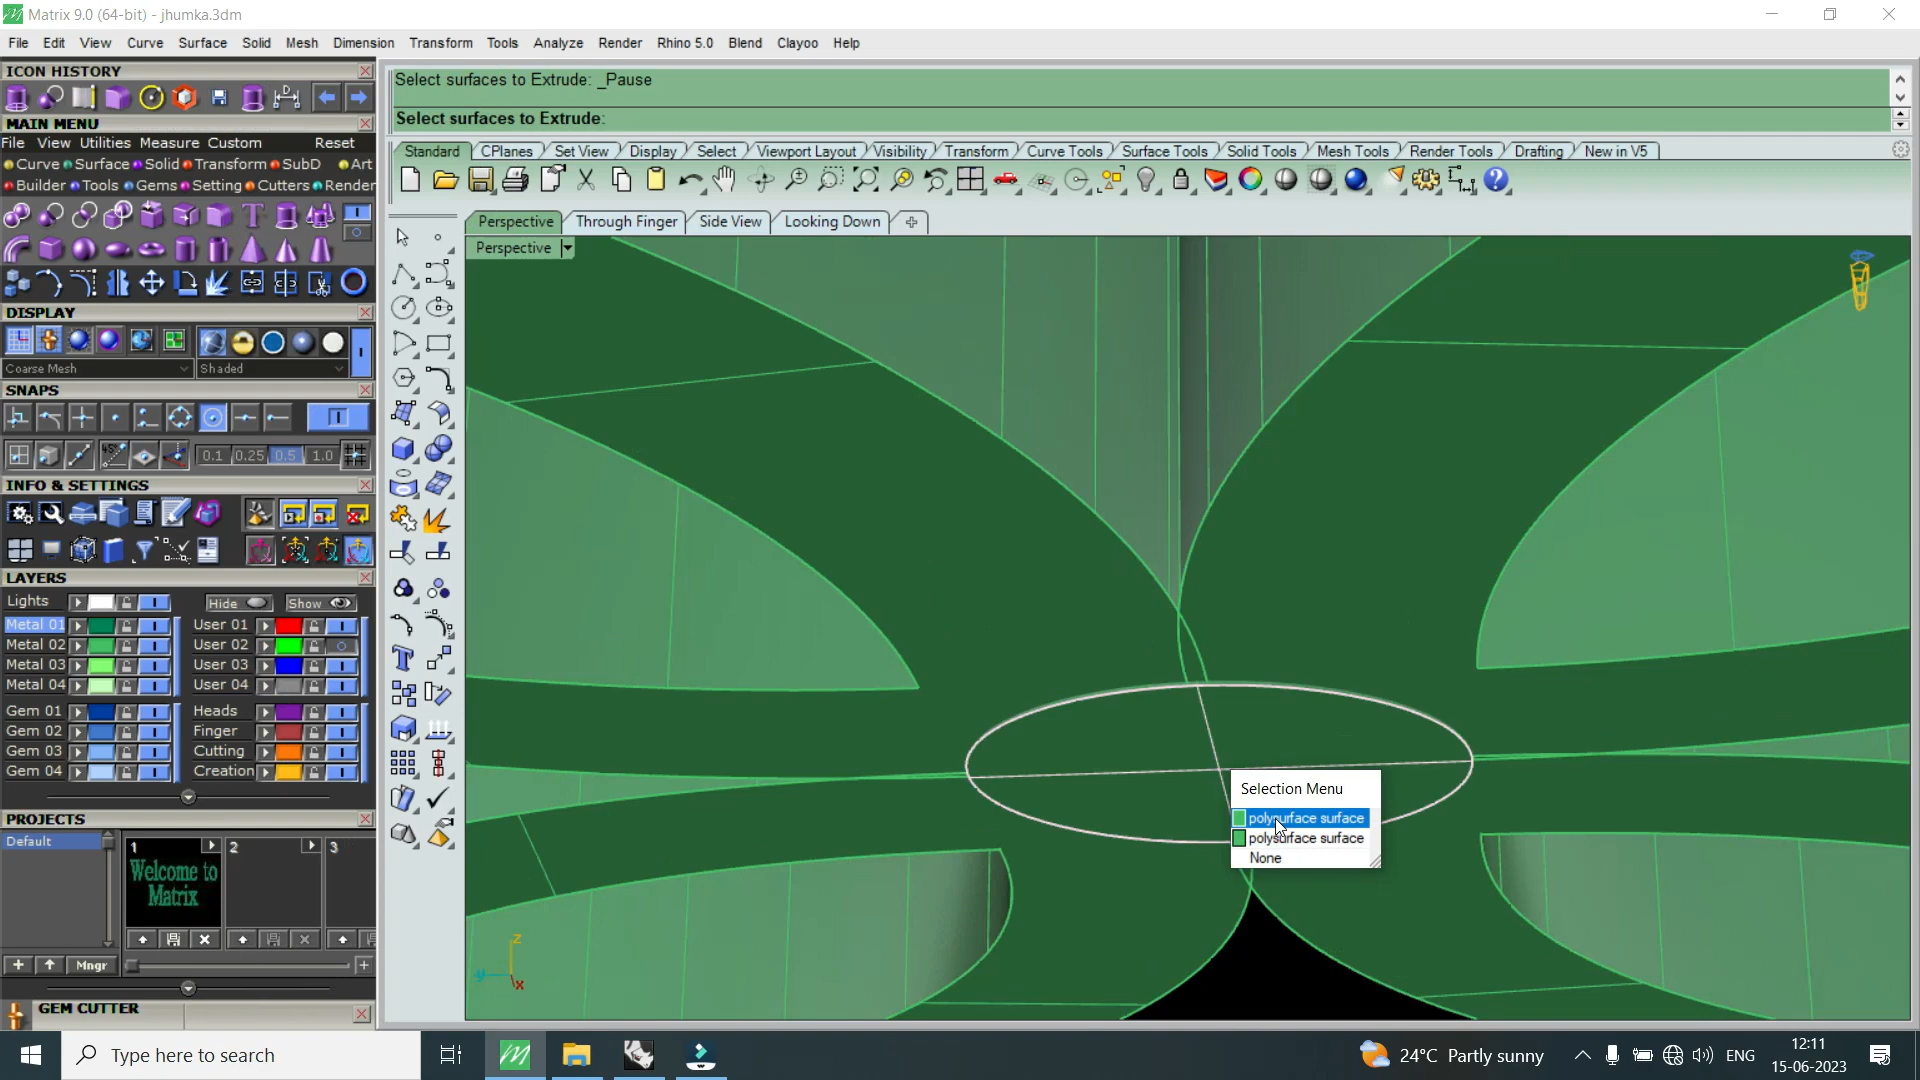 Matrix 9.0 (64-bit) - jhumka.3dm
File Edit View Curve Surface Solid Mesh Dimension Transform Tools Analyze Render Rhino 5.0 Blend Clayoo Help
ICON HISTORY
Select surfaces to Extrude: _Pause
Select surfaces to Extrude:
MAIN MENU
File View Utilities Measure Custom Reset
Curve Surface Solid Transform SubD Art
Builder Tools Gems Setting Cutters Render
Standard CPlanes Set View Display Select Viewport Layout Visibility Transform Curve Tools Surface Tools Solid Tools Mesh Tools Render Tools Drafting New in V5
Perspective Through Finger Side View Looking Down
Perspective
DISPLAY
Coarse Mesh Shaded
SNAPS
0.1 0.25 0.5 1.0
INFO & SETTINGS
LAYERS
Lights Hide Show
Metal 01 User 01
Metal 02 User 02
Metal 03 User 03
Metal 04 User 04
Gem 01 Heads
Gem 02 Finger
Gem 03 Cutting
Gem 04 Creation
Selection Menu
polysurface surface
polysurface surface
None
PROJECTS
Default
1 2 3
Welcome to
Matrix
Mngr
GEM CUTTER
z
y
x
Type here to search
24°C Partly sunny
ENG
12:11
15-06-2023